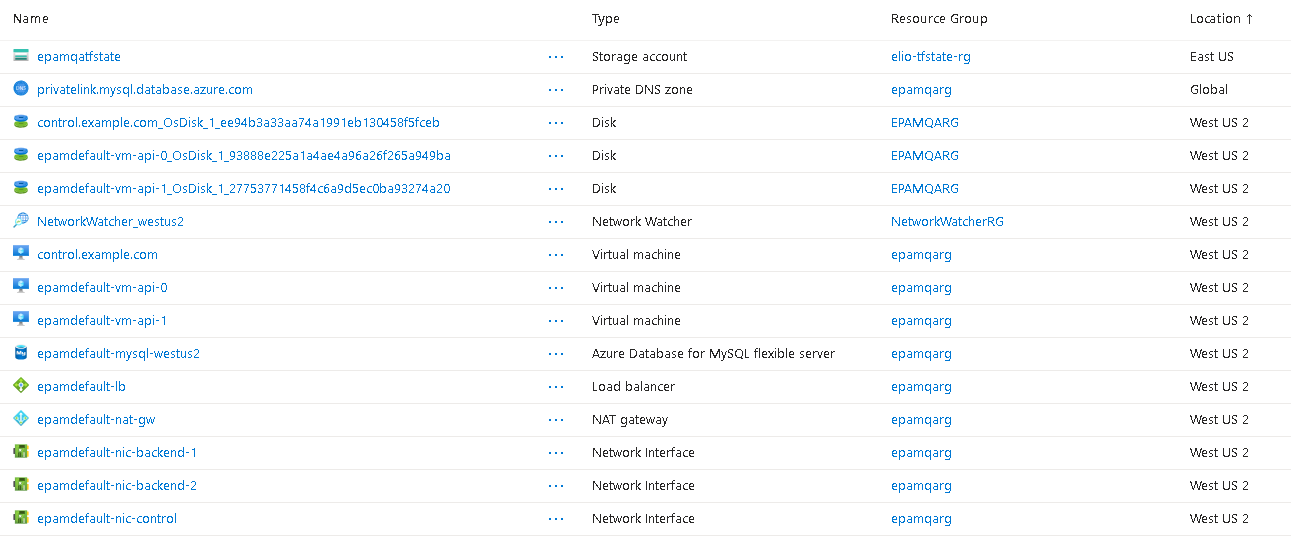 Name Type Resource Group Location ↑
epamqatfstate ... Storage account elio-tfstate-rg East US
DNS privatelink.mysql.database.azure.com ... Private DNS zone epamqarg Global
control.example.com_OsDisk_1_ee94b3a33aa74a1991eb130458f5fceb ... Disk EPAMQARG West US 2
epamdefault-vm-api-0_OsDisk_1_93888e225a1a4ae4a96a26f265a949ba ... Disk EPAMQARG West US 2
epamdefault-vm-api-1_OsDisk_1_27753771458f4c6a9d5ec0ba93274a20 ... Disk EPAMQARG West US 2
NetworkWatcher_westus2 ... Network Watcher NetworkWatcherRG West US 2
control.example.com ... Virtual machine epamqarg West US 2
epamdefault-vm-api-0 ... Virtual machine epamqarg West US 2
epamdefault-vm-api-1 ... Virtual machine epamqarg West US 2
My epamdefault-mysql-westus2 ... Azure Database for MySQL flexible server epamqarg West US 2
epamdefault-lb ... Load balancer epamqarg West US 2
epamdefault-nat-gw ... NAT gateway epamqarg West US 2
epamdefault-nic-backend-1 ... Network Interface epamqarg West US 2
epamdefault-nic-backend-2 ... Network Interface epamqarg West US 2
epamdefault-nic-control ... Network Interface epamqarg West US 2